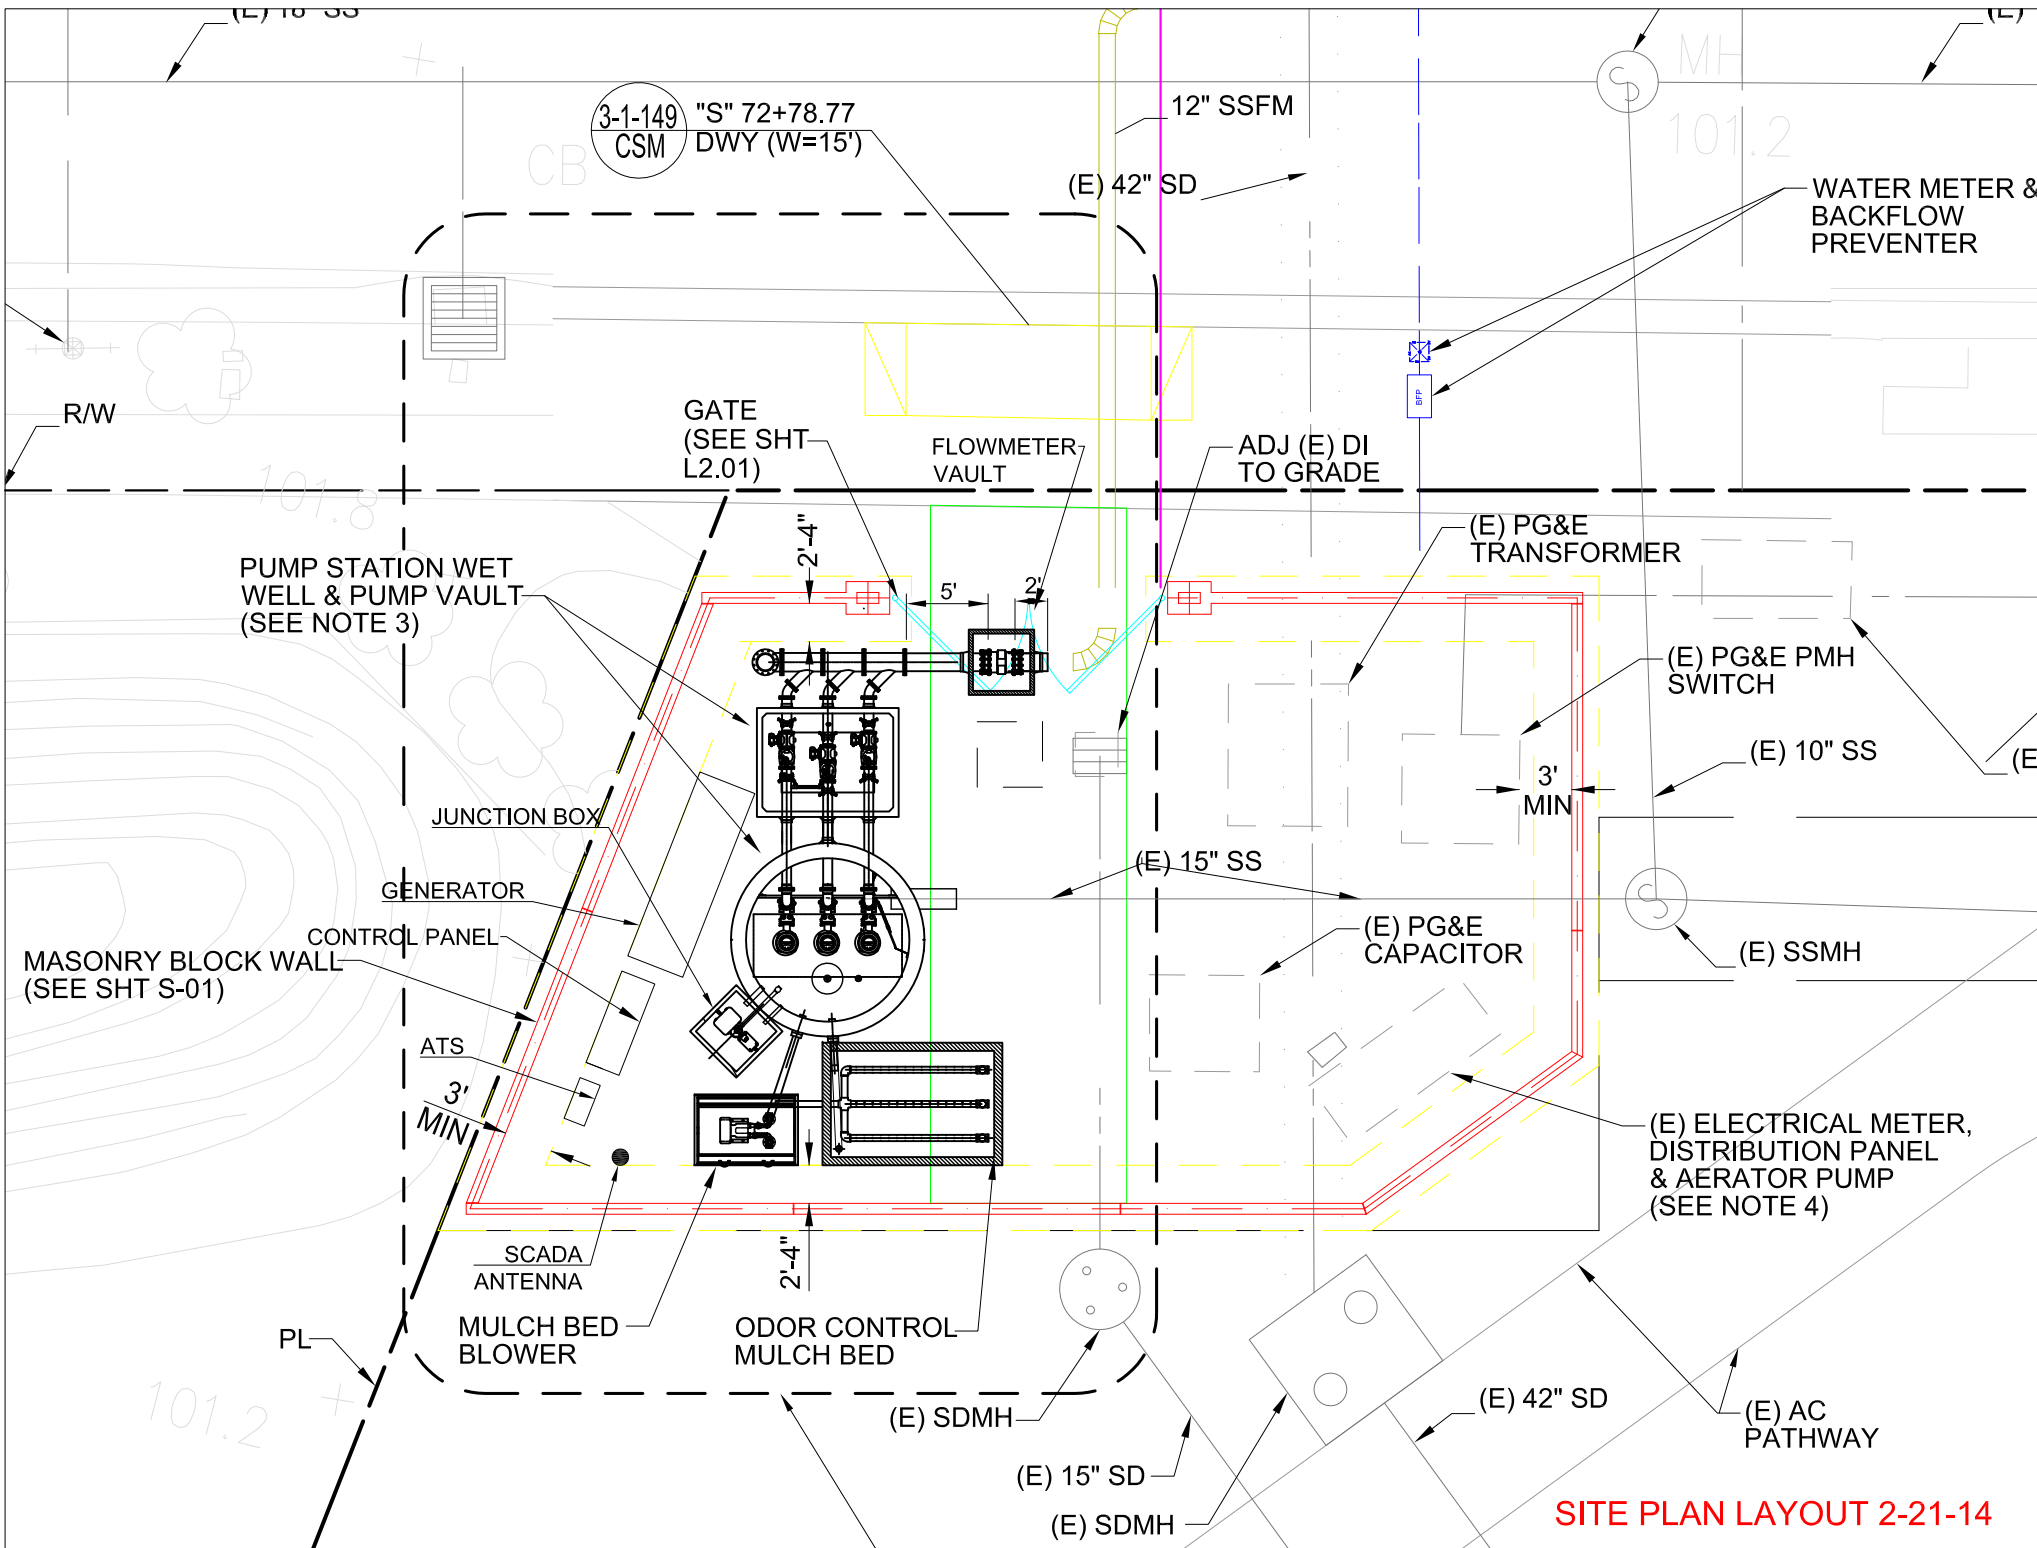 (E) 18" SS
(E)
MH
3-1-149
CSM
"S" 72+78.77
DWY (W=15')
12" SSFM
CB
101.2
(E) 42" SD
WATER METER &
BACKFLOW
PREVENTER
BFP
R/W
GATE
(SEE SHT
L2.01)
FLOWMETER
VAULT
ADJ (E) DI
TO GRADE
101.8
2'-4"
(E) PG&E
TRANSFORMER
PUMP STATION WET
WELL & PUMP VAULT
(SEE NOTE 3)
5'
2'
(E) PG&E PMH
SWITCH
(E) 10" SS
(E
3'
MIN
JUNCTION BOX
(E) 15" SS
GENERATOR
CONTROL PANEL
(E) PG&E
CAPACITOR
(E) SSMH
MASONRY BLOCK WALL
(SEE SHT S-01)
ATS
3'
MIN
(E) ELECTRICAL METER,
DISTRIBUTION PANEL
& AERATOR PUMP
(SEE NOTE 4)
SCADA
ANTENNA
2'-4"
MULCH BED
BLOWER
ODOR CONTROL
MULCH BED
PL
101.2
(E) SDMH
(E) 42" SD
(E) AC
PATHWAY
(E) 15" SD
(E) SDMH
SITE PLAN LAYOUT 2-21-14